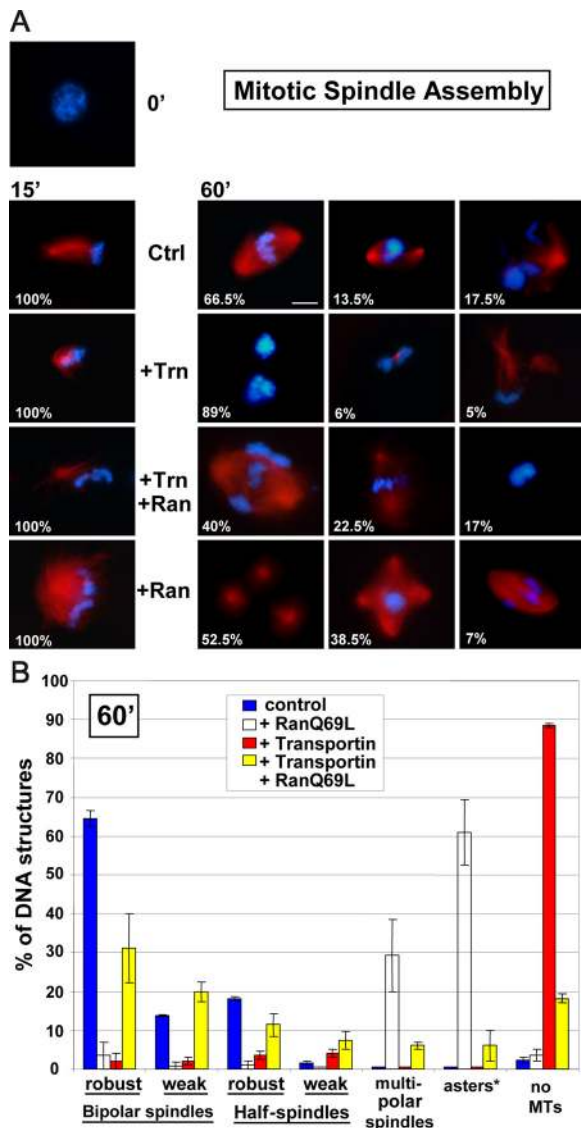 A
0'
Mitotic Spindle Assembly
15'
60'
100%
Ctrl
66.5%
13.5%
17.5%
100%
+Trn
89%
6%
5%
100%
+Trn
+Ran
40%
22.5%
17%
100%
+Ran
52.5%
38.5%
7%
B
60'
control
+ RanQ69L
+ Transportin
+ Transportin
+ RanQ69L
% of DNA structures
100
90
80
70
60
50
40
30
20
10
0
robust weak robust weak multi-polar spindles asters* no MTs
Bipolar spindles Half-spindles